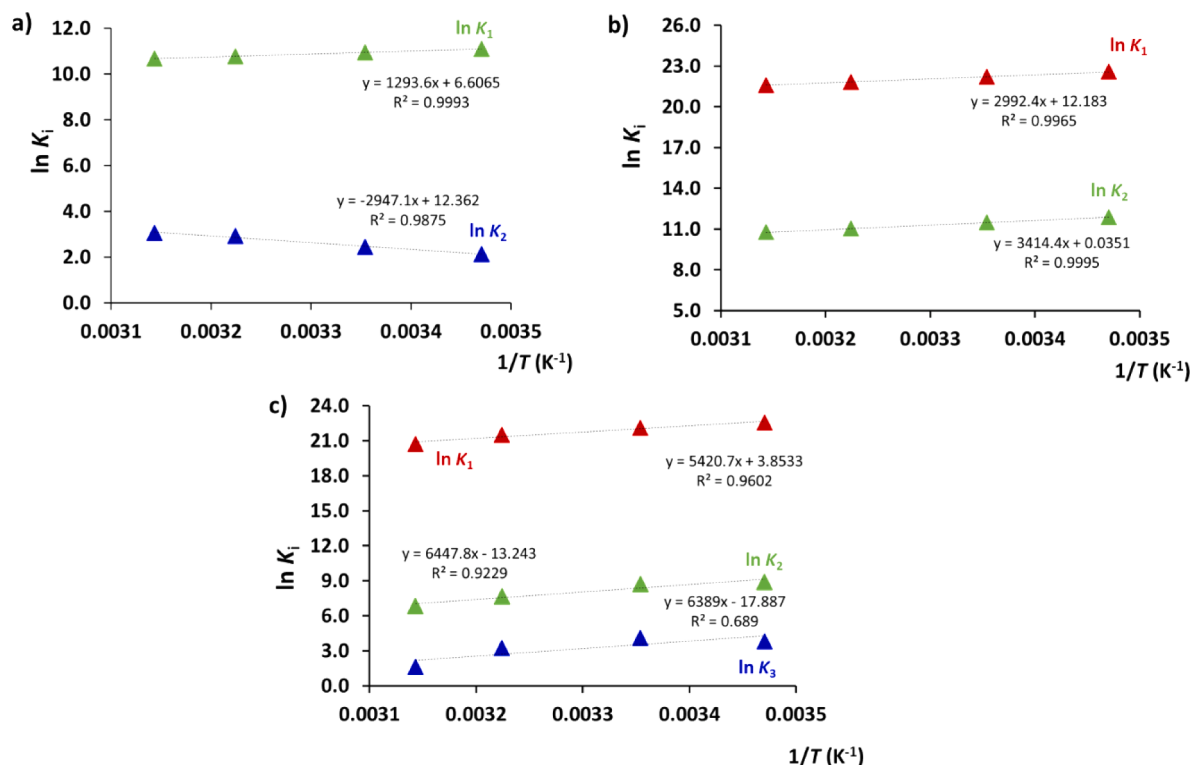 a)
ln Ki
12.0
10.0
8.0
6.0
4.0
2.0
0.0
ln K1
y = 1293.6x + 6.6065
R² = 0.9993
y = -2947.1x + 12.362
R² = 0.9875
ln K2
0.0031 0.0032 0.0033 0.0034 0.0035
1/T (K-1)
b)
ln Ki
26.0
23.0
20.0
17.0
14.0
11.0
8.0
5.0
ln K1
y = 2992.4x + 12.183
R² = 0.9965
ln K2
y = 3414.4x + 0.0351
R² = 0.9995
0.0031 0.0032 0.0033 0.0034 0.0035
1/T (K-1)
c)
ln Ki
24.0
21.0
18.0
15.0
12.0
9.0
6.0
3.0
0.0
ln K1
y = 5420.7x + 3.8533
R² = 0.9602
y = 6447.8x - 13.243
R² = 0.9229
ln K2
y = 6389x - 17.887
R² = 0.689
ln K3
0.0031 0.0032 0.0033 0.0034 0.0035
1/T (K-1)